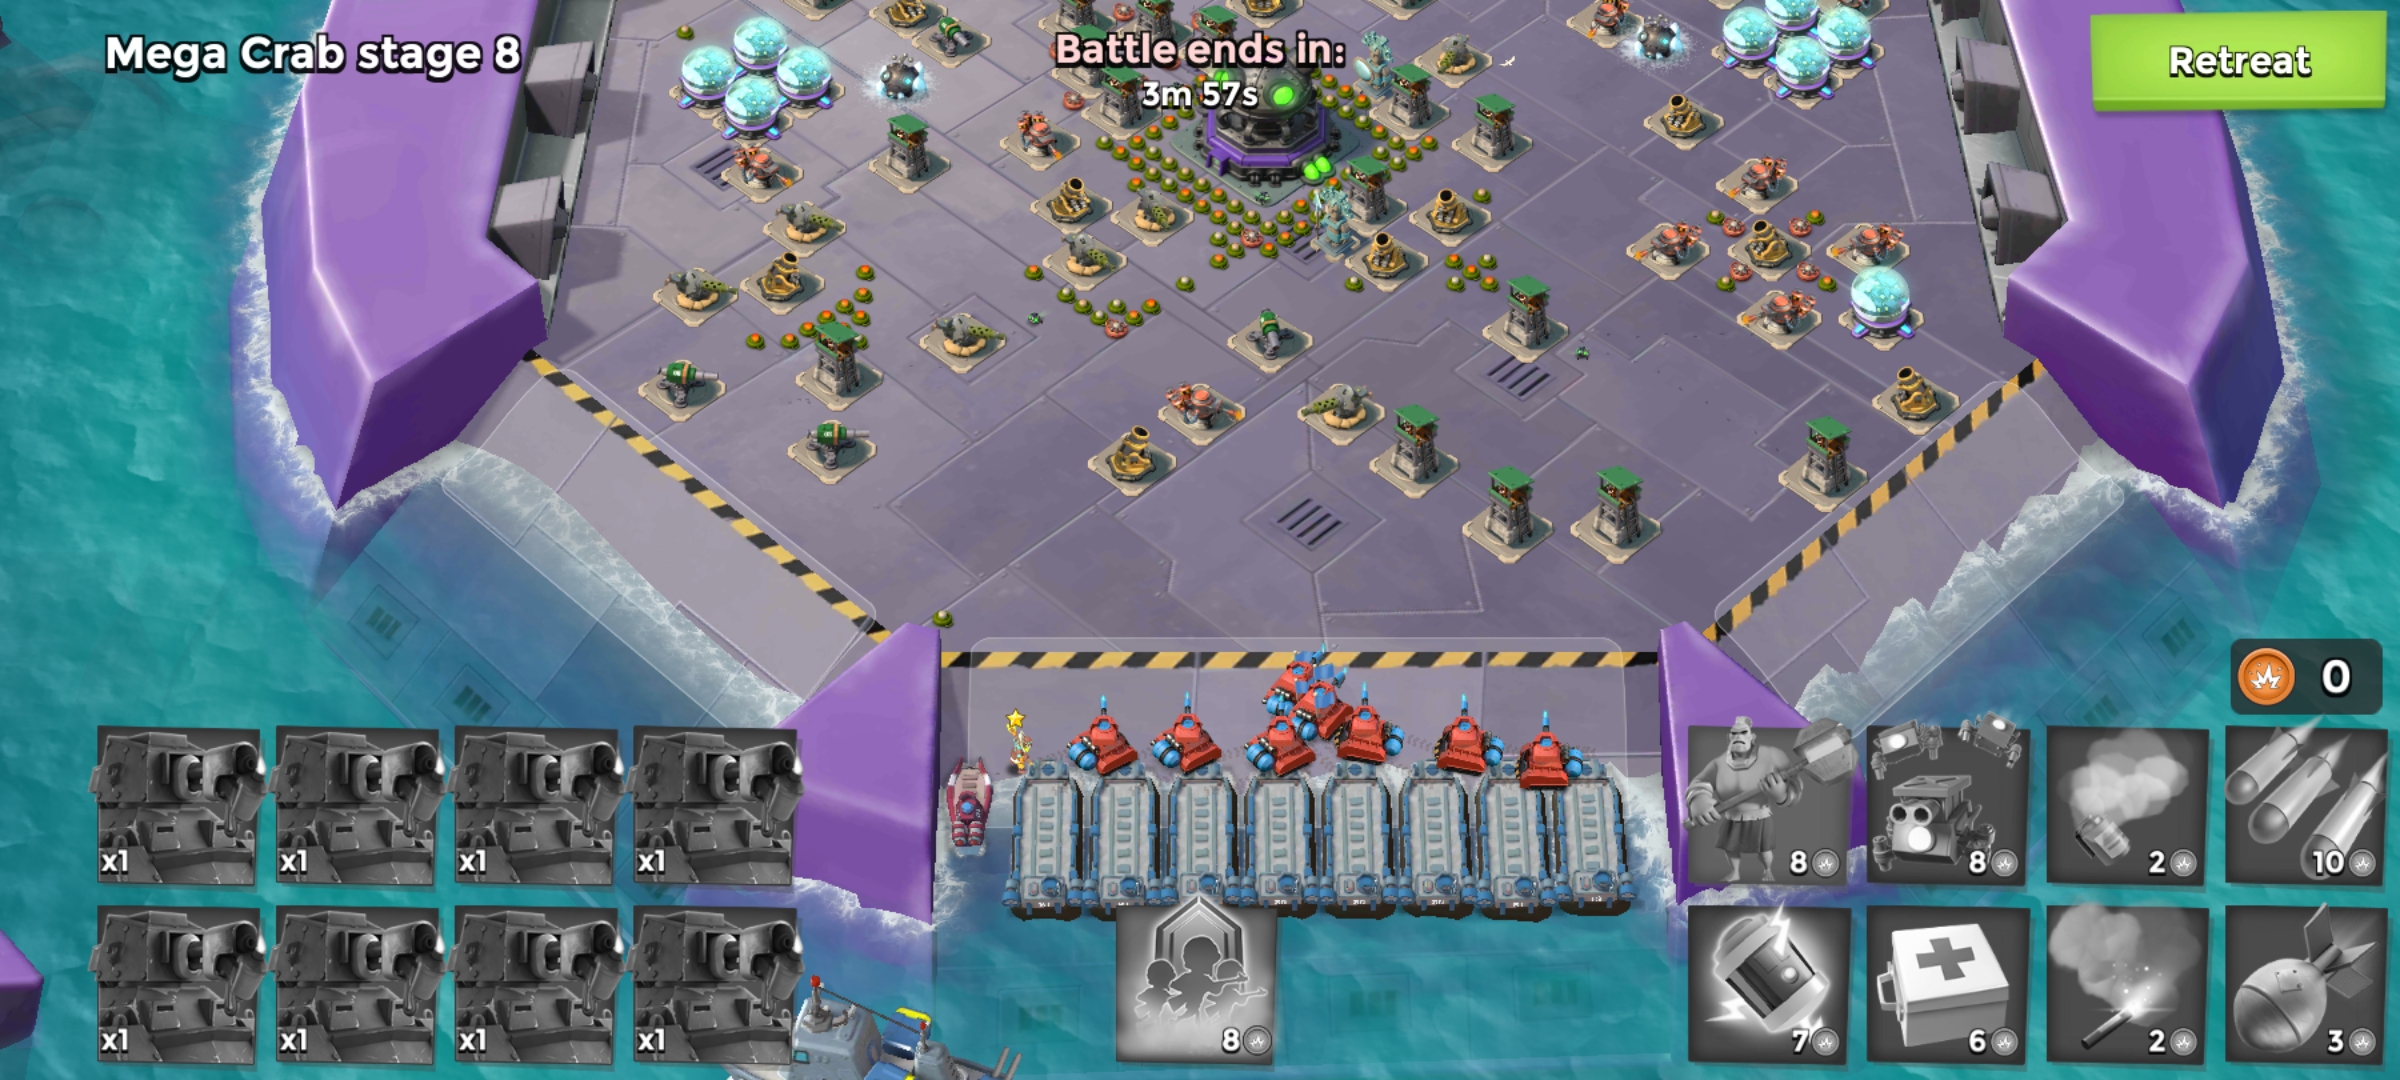 Mega Crab stage 8
Battle ends in:
3m 57s
Retreat
0
x1
x1
x1
x1
8
8
2
10
x1
x1
x1
x1
8
7
6
2
3